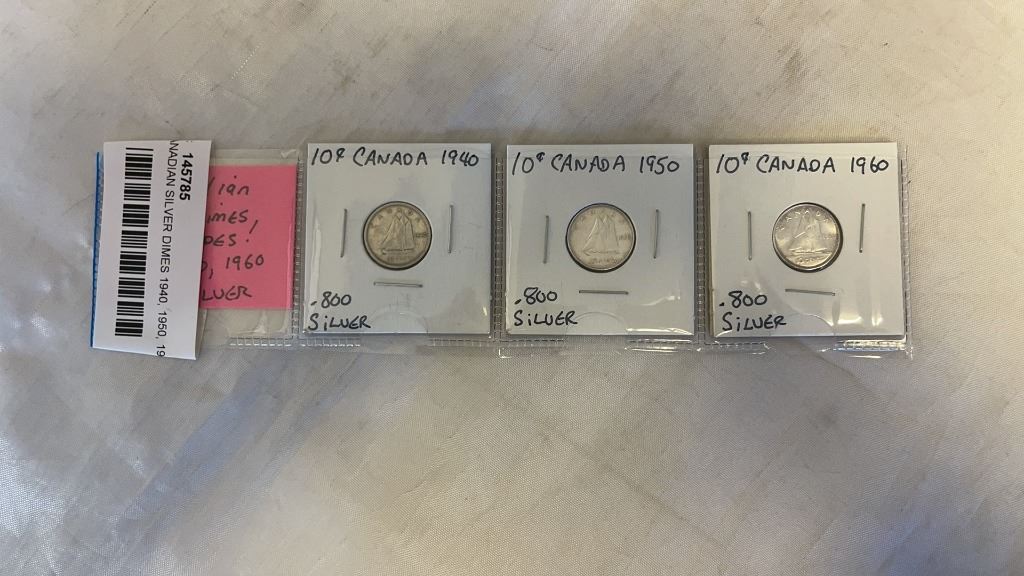 145785
ANADIAN SILVER DIMES 1940, 1950, 19
1960
10¢ CANADA 1940
.800
SILVER
10¢ CANADA 1950
.800
SILVER
10¢ CANADA 1960
.800
SILVER